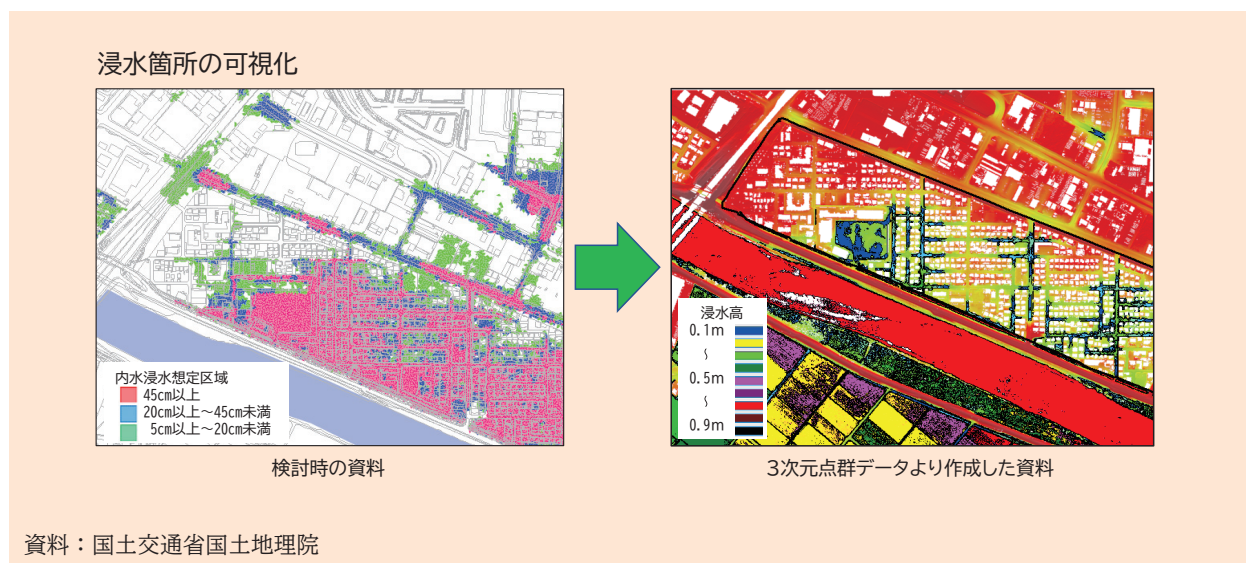 浸水箇所の可視化
内水浸水想定区域
45cm以上
20cm以上～45cm未満
5cm以上～20cm未満
検討時の資料
浸水高
0.1m
～
0.5m
～
0.9m
3次元点群データより作成した資料
資料：国土交通省国土地理院